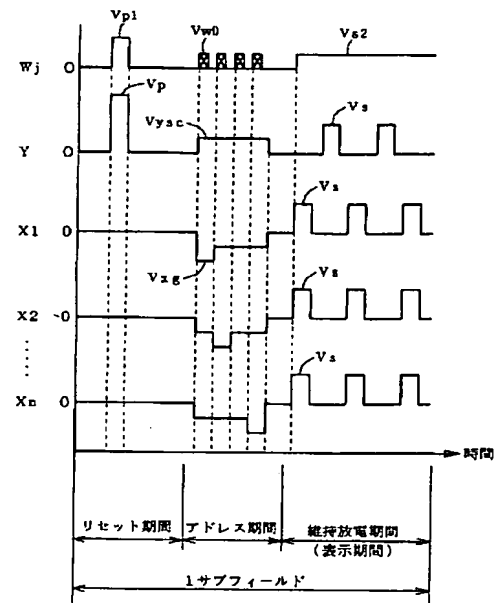 Vp1
Vw0
Vs2
Wj 0
Vp
Vysc
Vs
Y 0
Vs
X1 0
Vxg
Vs
X2 0
Vs
Xn 0
時間
リセット期間
アドレス期間
維持放電期間
(表示期間)
1サブフィールド